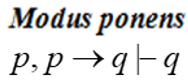 Modus ponens
p, p → q |– q